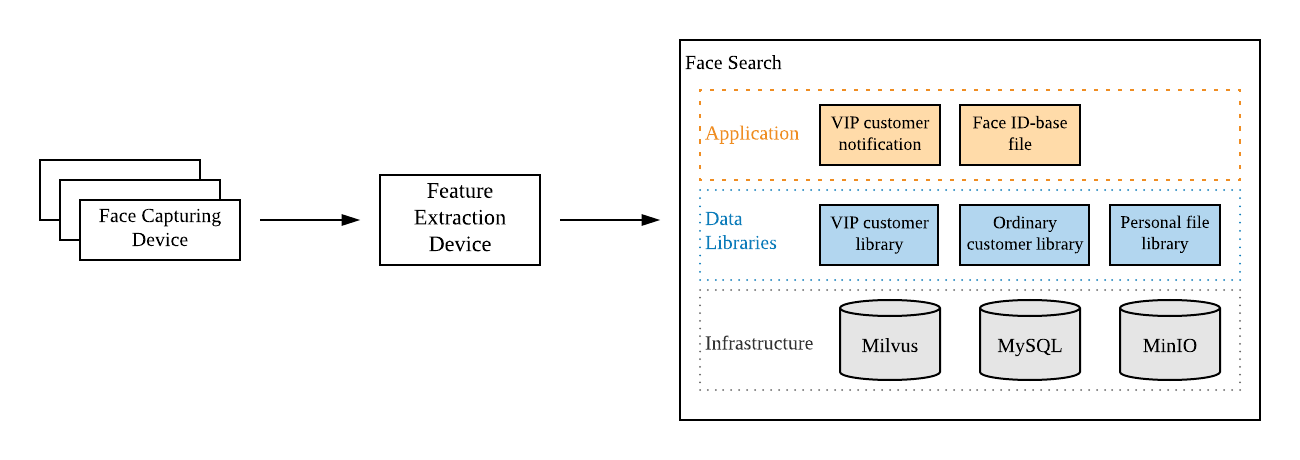 Face Capturing
Device
Feature
Extraction
Device
Face Search
Application
VIP customer
notification
Face ID-base
file
Data
Libraries
VIP customer
library
Ordinary
customer library
Personal file
library
Infrastructure
Milvus
MySQL
MinIO